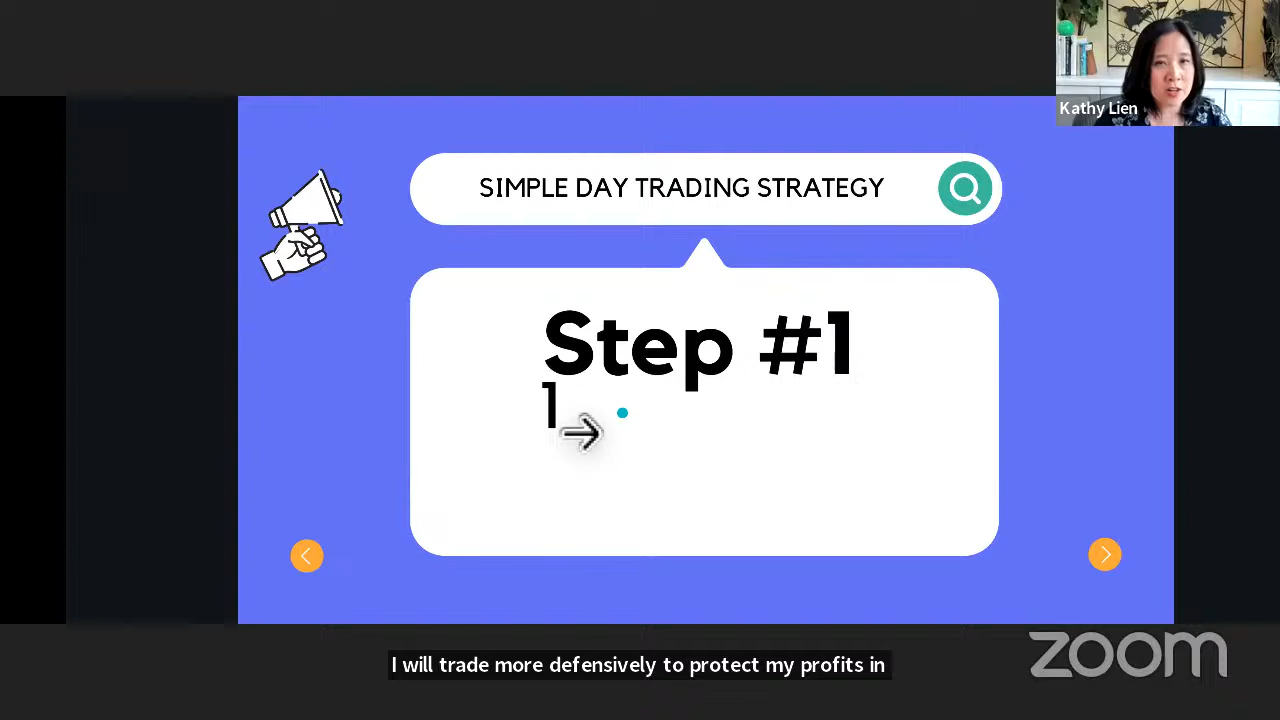 Kathy Lien
SIMPLE DAY TRADING STRATEGY
Step #1
1
I will trade more defensively to protect my profits in
zoom